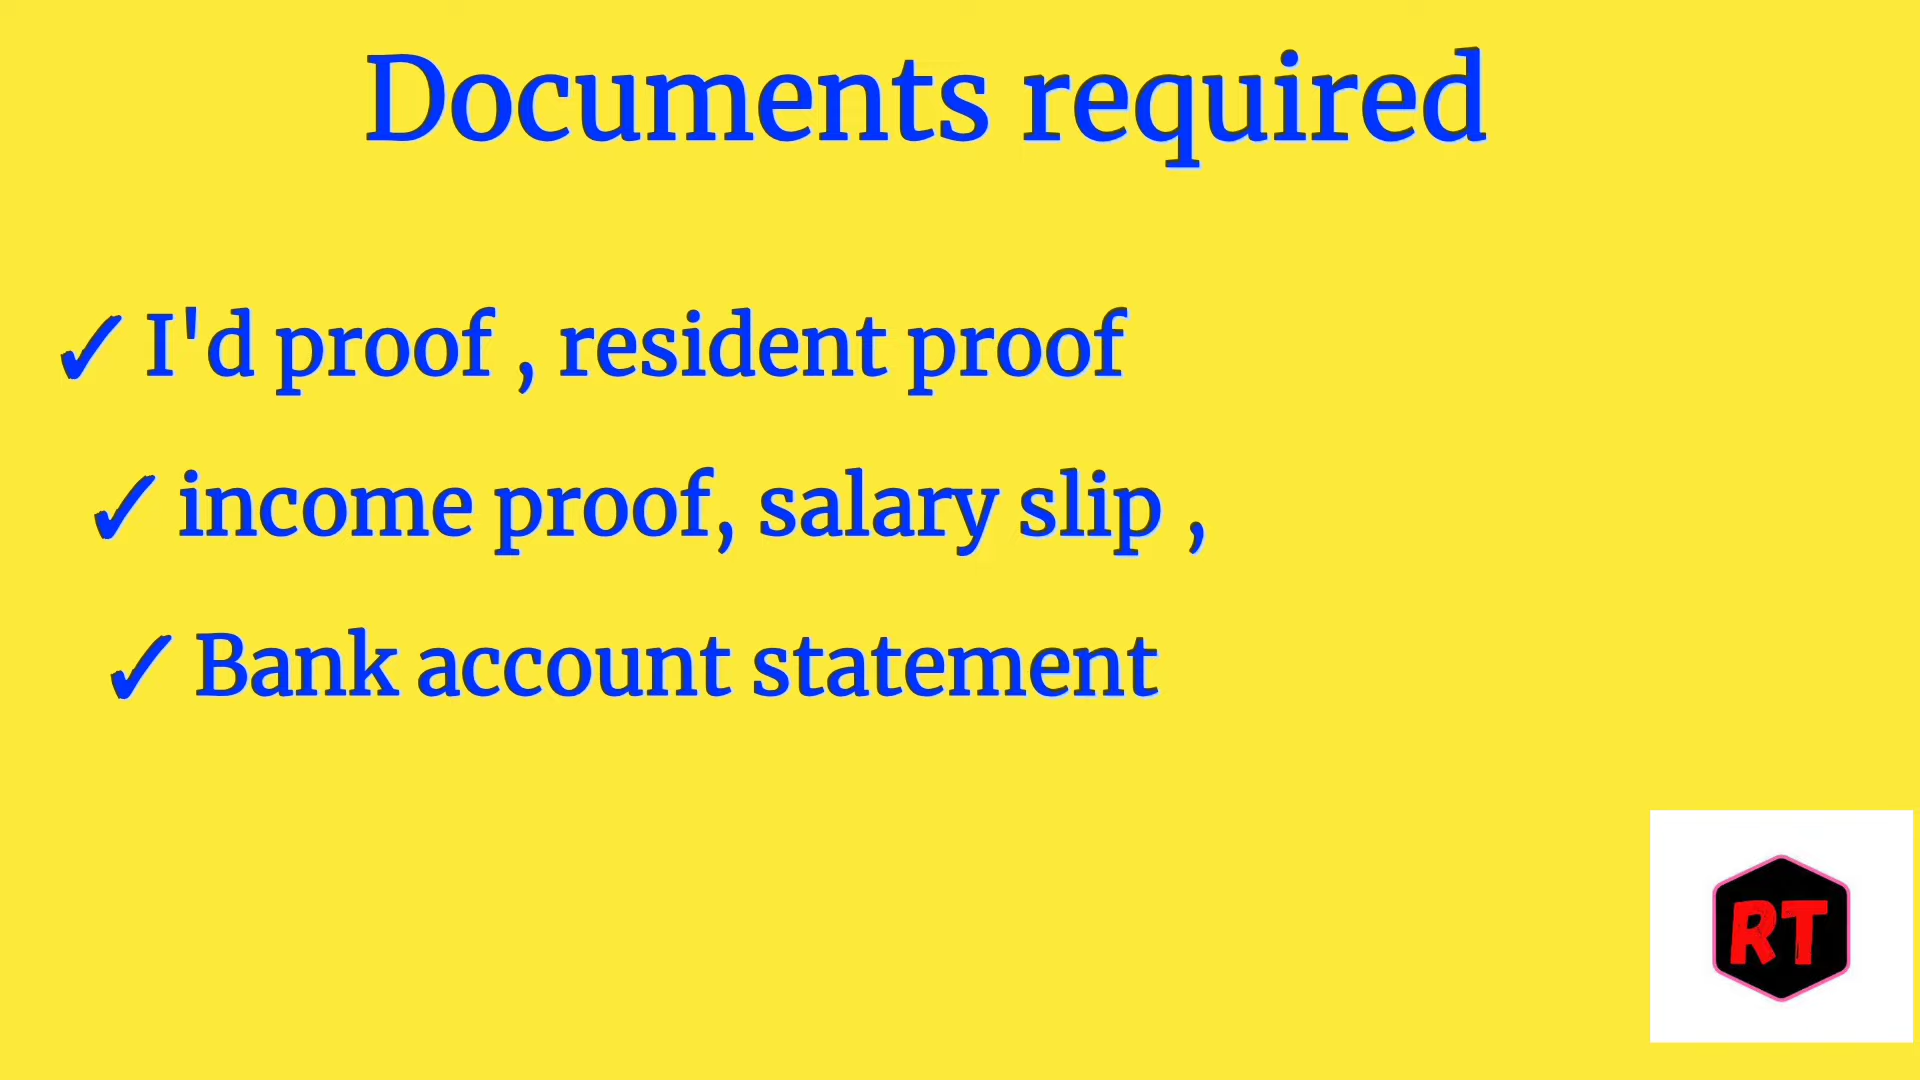 Documents required
✓ I'd proof , resident proof
✓ income proof, salary slip ,
✓ Bank account statement
RT